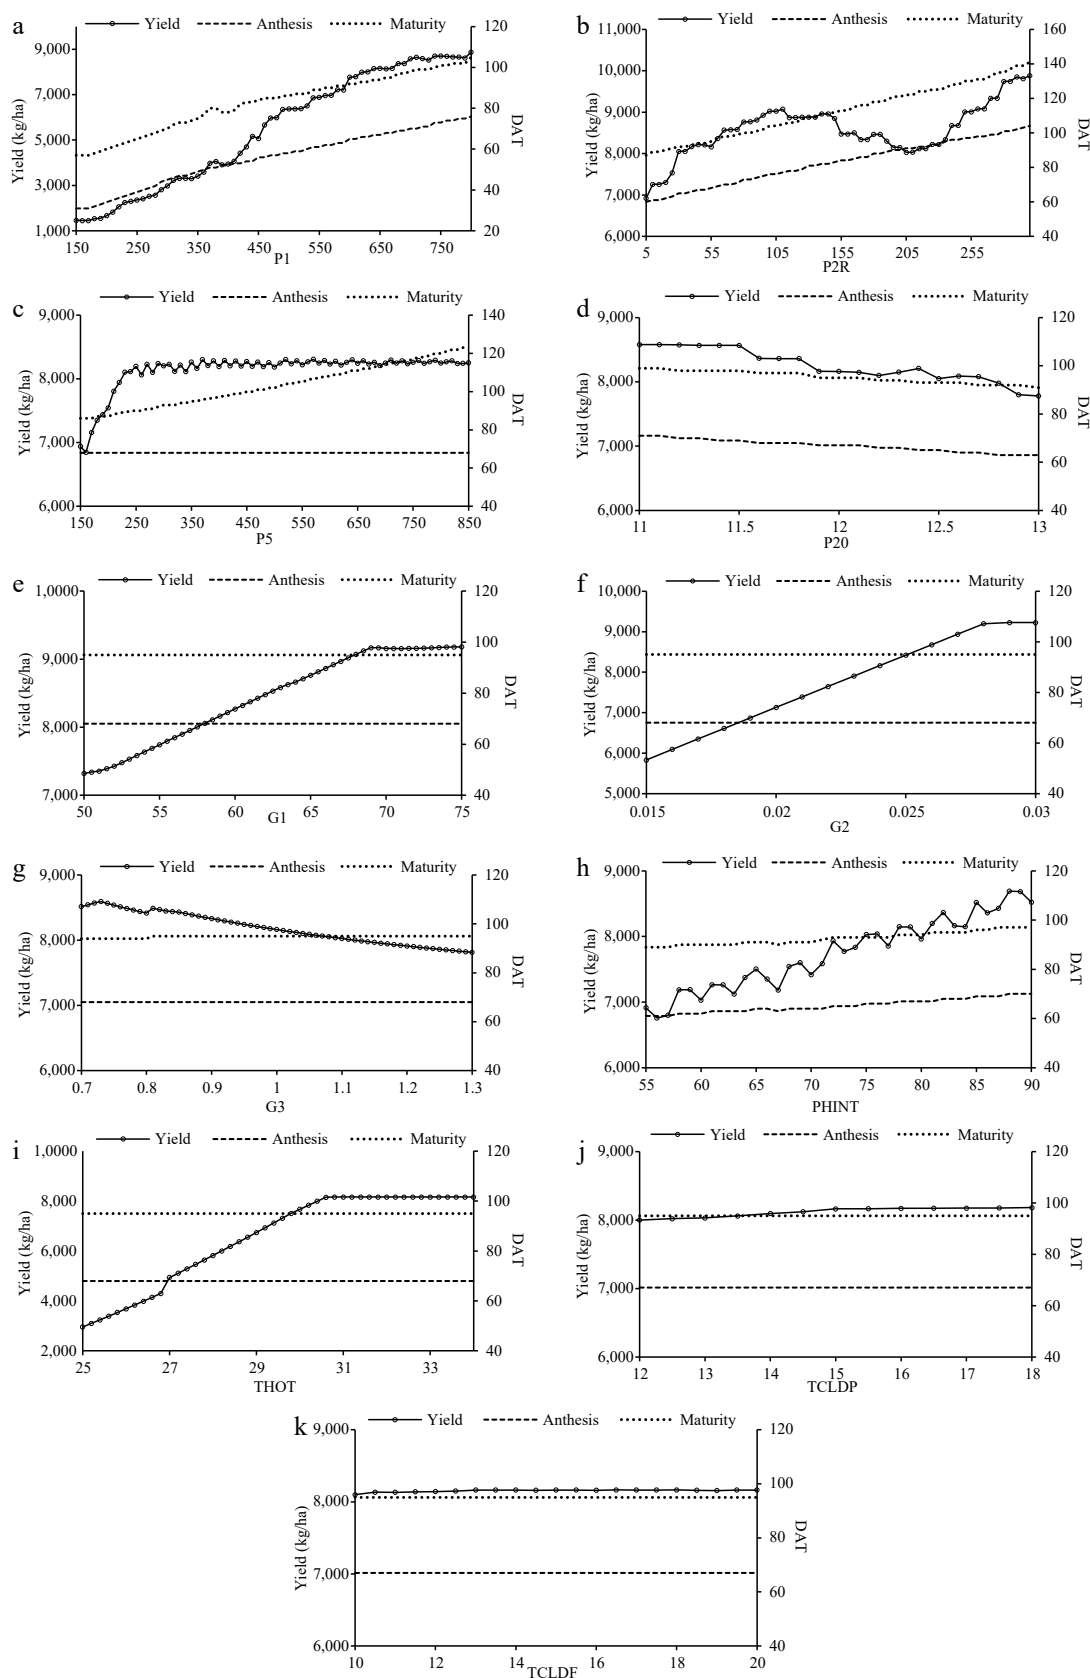 a
Yield Anthesis Maturity
9,000
7,000
5,000
3,000
1,000
Yield (kg/ha)
120
100
80
60
40
20
DAT
150 250 350 450 550 650 750
P1
b
Yield Anthesis Maturity
11,000
10,000
9,000
8,000
7,000
6,000
Yield (kg/ha)
160
140
120
100
80
60
40
DAT
5 55 105 155 205 255
P2R
c
Yield Anthesis Maturity
9,000
8,000
7,000
6,000
Yield (kg/ha)
140
120
100
80
60
40
DAT
150 250 350 450 550 650 750 850
P5
d
Yield Anthesis Maturity
9,000
8,000
7,000
6,000
Yield (kg/ha)
120
100
80
60
40
DAT
11 11.5 12 12.5 13
P20
e
Yield Anthesis Maturity
1,0000
9,000
8,000
7,000
Yield (kg/ha)
120
100
80
60
40
DAT
50 55 60 65 70 75
G1
f
Yield Anthesis Maturity
10,000
9,000
8,000
7,000
6,000
5,000
Yield (kg/ha)
120
100
80
60
40
DAT
0.015 0.02 0.025 0.03
G2
g
Yield Anthesis Maturity
9,000
8,000
7,000
6,000
Yield (kg/ha)
120
100
80
60
40
DAT
0.7 0.8 0.9 1 1.1 1.2 1.3
G3
h
Yield Anthesis Maturity
9,000
8,000
7,000
6,000
Yield (kg/ha)
120
100
80
60
40
DAT
55 60 65 70 75 80 85 90
PHINT
i
Yield Anthesis Maturity
1,0000
8,000
6,000
4,000
2,000
Yield (kg/ha)
120
100
80
60
40
DAT
25 27 29 31 33
THOT
j
Yield Anthesis Maturity
9,000
8,000
7,000
6,000
Yield (kg/ha)
120
100
80
60
40
DAT
12 13 14 15 16 17 18
TCLDP
k
Yield Anthesis Maturity
9,000
8,000
7,000
6,000
Yield (kg/ha)
120
100
80
60
40
DAT
10 12 14 16 18 20
TCLDF